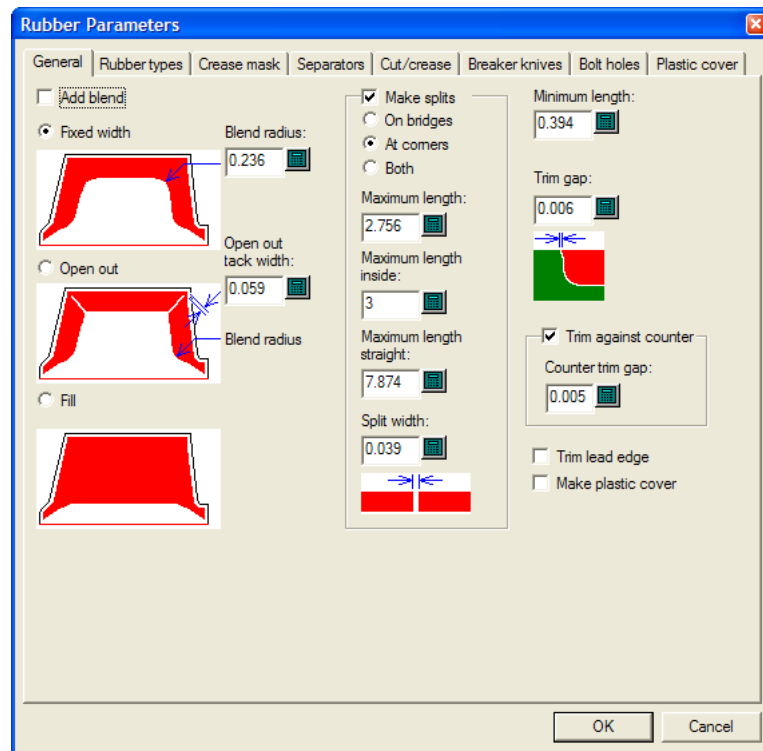 Rubber Parameters
General Rubber types Crease mask Separators Cut/crease Breaker knives Bolt holes Plastic cover
Add blend
Fixed width
Blend radius:
0.236
Open out
tack width:
0.059
Open out
Blend radius
Fill
Make splits
On bridges
At corners
Both
Maximum length:
2.756
Maximum length
inside:
3
Maximum length
straight:
7.874
Split width:
0.039
Minimum length:
0.394
Trim gap:
0.006
Trim against counter
Counter trim gap:
0.005
Trim lead edge
Make plastic cover
OK Cancel